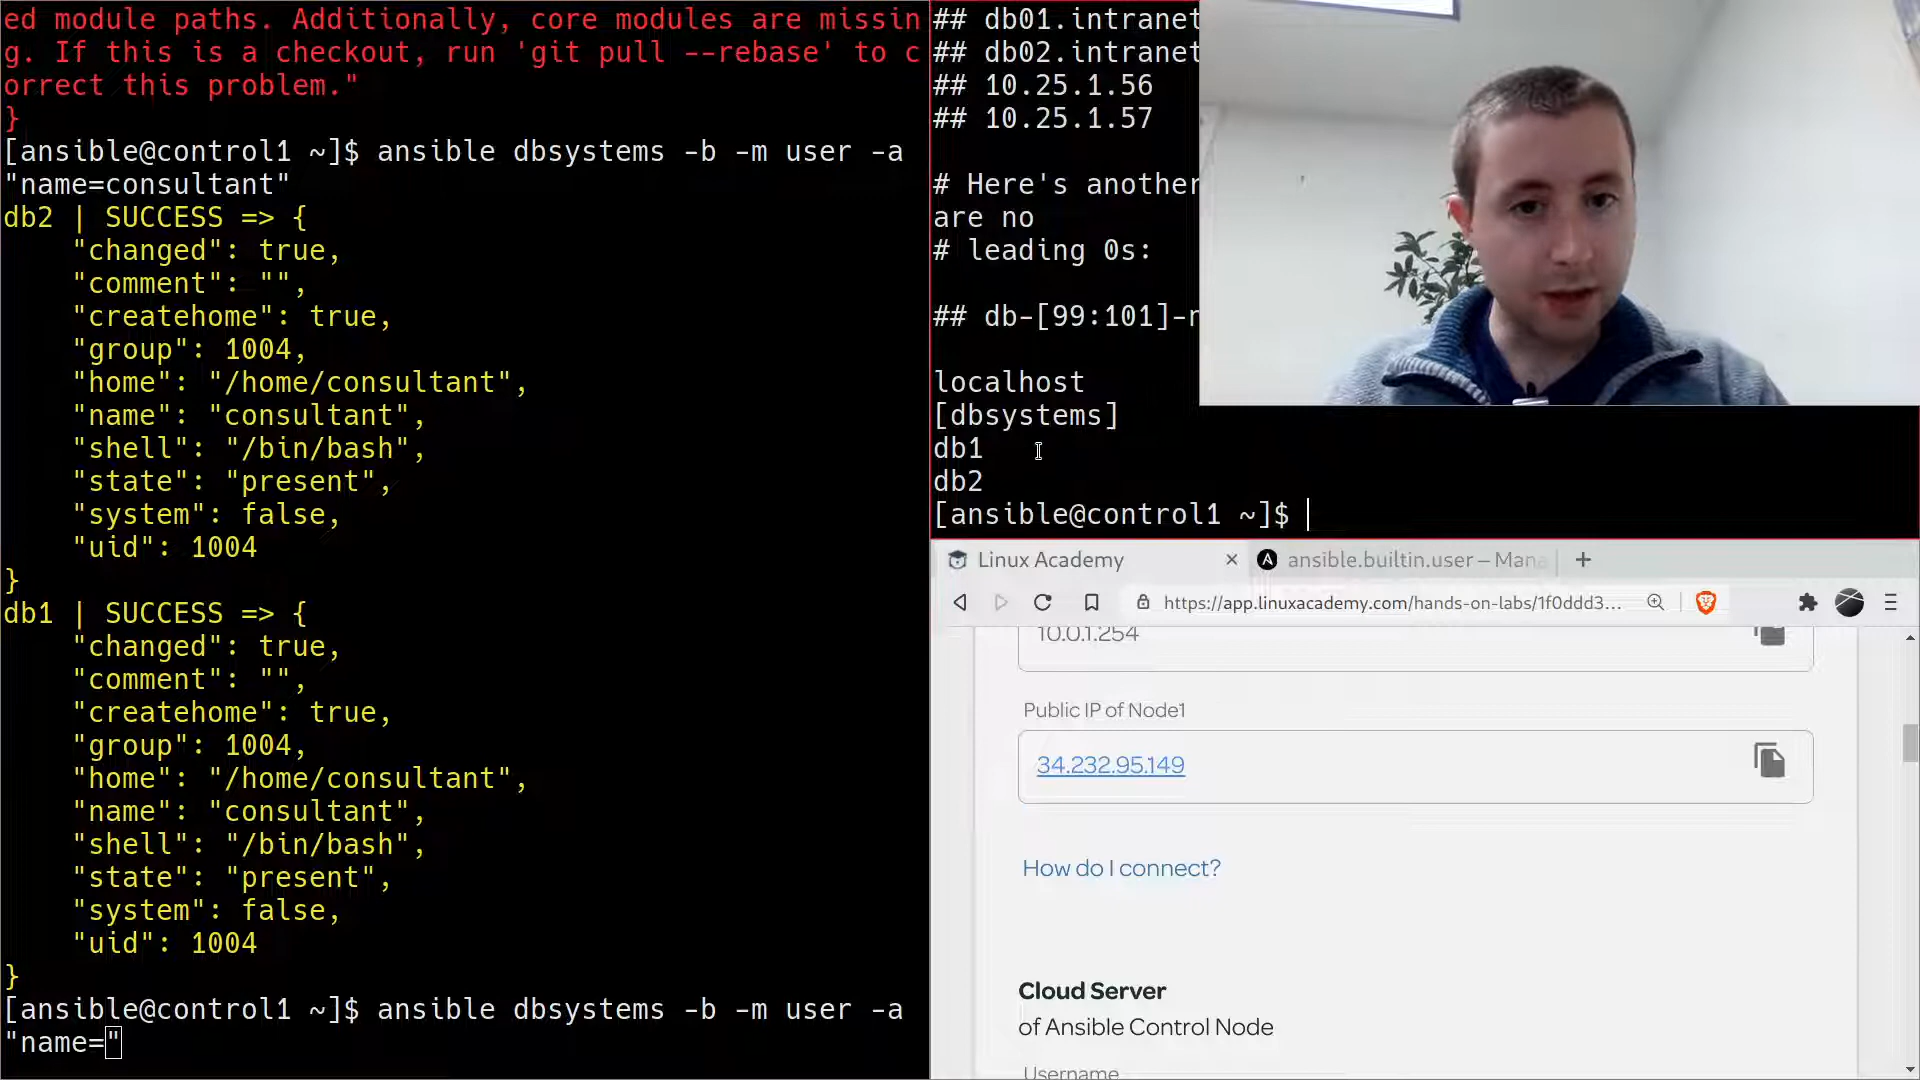 ed module paths. Additionally, core modules are missin
g. If this is a checkout, run 'git pull --rebase' to c
orrect this problem."
}
[ansible@control1 ~]$ ansible dbsystems -b -m user -a
"name=consultant"
db2 | SUCCESS => {
"changed": true,
"comment": "",
"createhome": true,
"group": 1004,
"home": "/home/consultant",
"name": "consultant",
"shell": "/bin/bash",
"state": "present",
"system": false,
"uid": 1004
}
db1 | SUCCESS => {
"changed": true,
"comment": "",
"createhome": true,
"group": 1004,
"home": "/home/consultant",
"name": "consultant",
"shell": "/bin/bash",
"state": "present",
"system": false,
"uid": 1004
}
[ansible@control1 ~]$ ansible dbsystems -b -m user -a
"name="
## db01.intranet
## db02.intranet
## 10.25.1.56
## 10.25.1.57
# Here's another
are no
# leading 0s:
## db-[99:101]-n
localhost
[dbsystems]
db1
db2
[ansible@control1 ~]$
Linux Academy
ansible.builtin.user – Mana
https://app.linuxacademy.com/hands-on-labs/1f0ddd3...
10.0.1.254
Public IP of Node1
34.232.95.149
How do I connect?
Cloud Server
of Ansible Control Node
Username